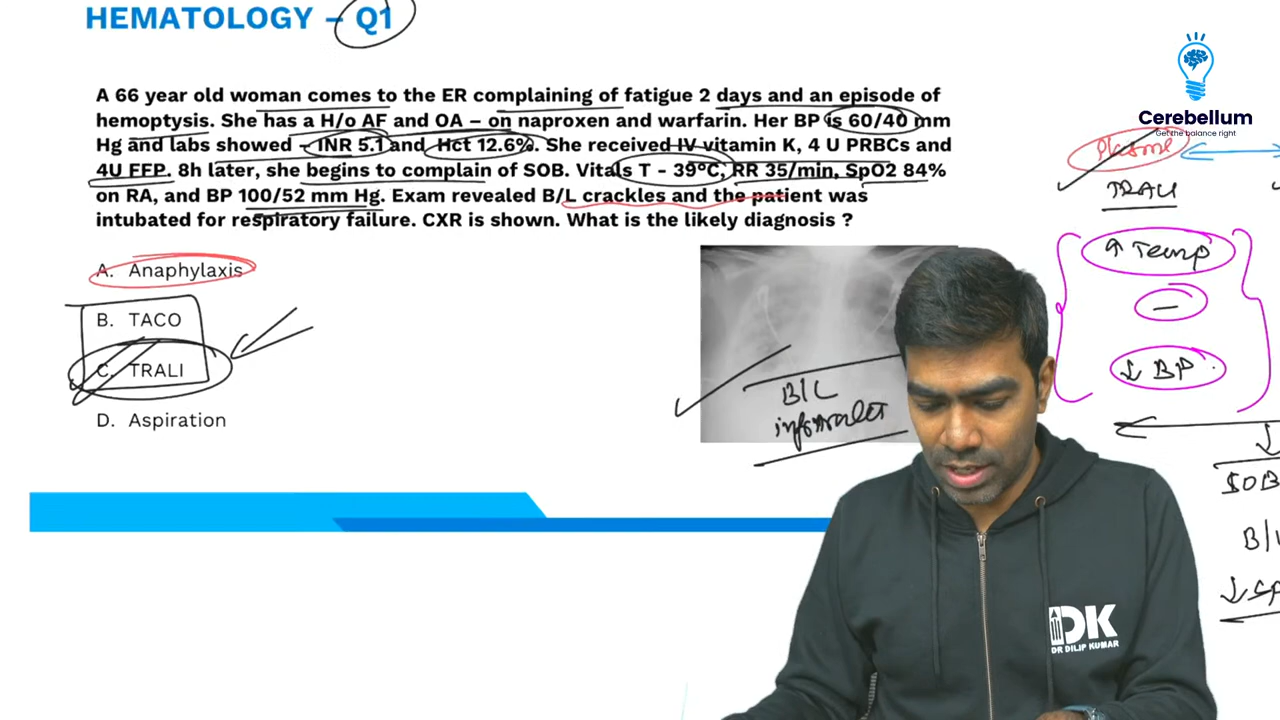 HEMATOLOGY – Q1
A 66 year old woman comes to the ER complaining of fatigue 2 days and an episode of
hemoptysis. She has a H/o AF and OA – on naproxen and warfarin. Her BP is 60/40 mm
Hg and labs showed – INR 5.1 and Hct 12.6%. She received IV vitamin K, 4 U PRBCs and
4U FFP. 8h later, she begins to complain of SOB. Vitals T - 39°C, RR 35/min, SpO2 84%
on RA, and BP 100/52 mm Hg. Exam revealed B/L crackles and the patient was
intubated for respiratory failure. CXR is shown. What is the likely diagnosis ?
A. Anaphylaxis
B. TACO
C. TRALI
D. Aspiration
B/L
Cerebellum
Get the balance right
Plasma
TRALI
↑ Temp
–
↓ BP
SOB
B/
DK
DR DILIP KUMAR